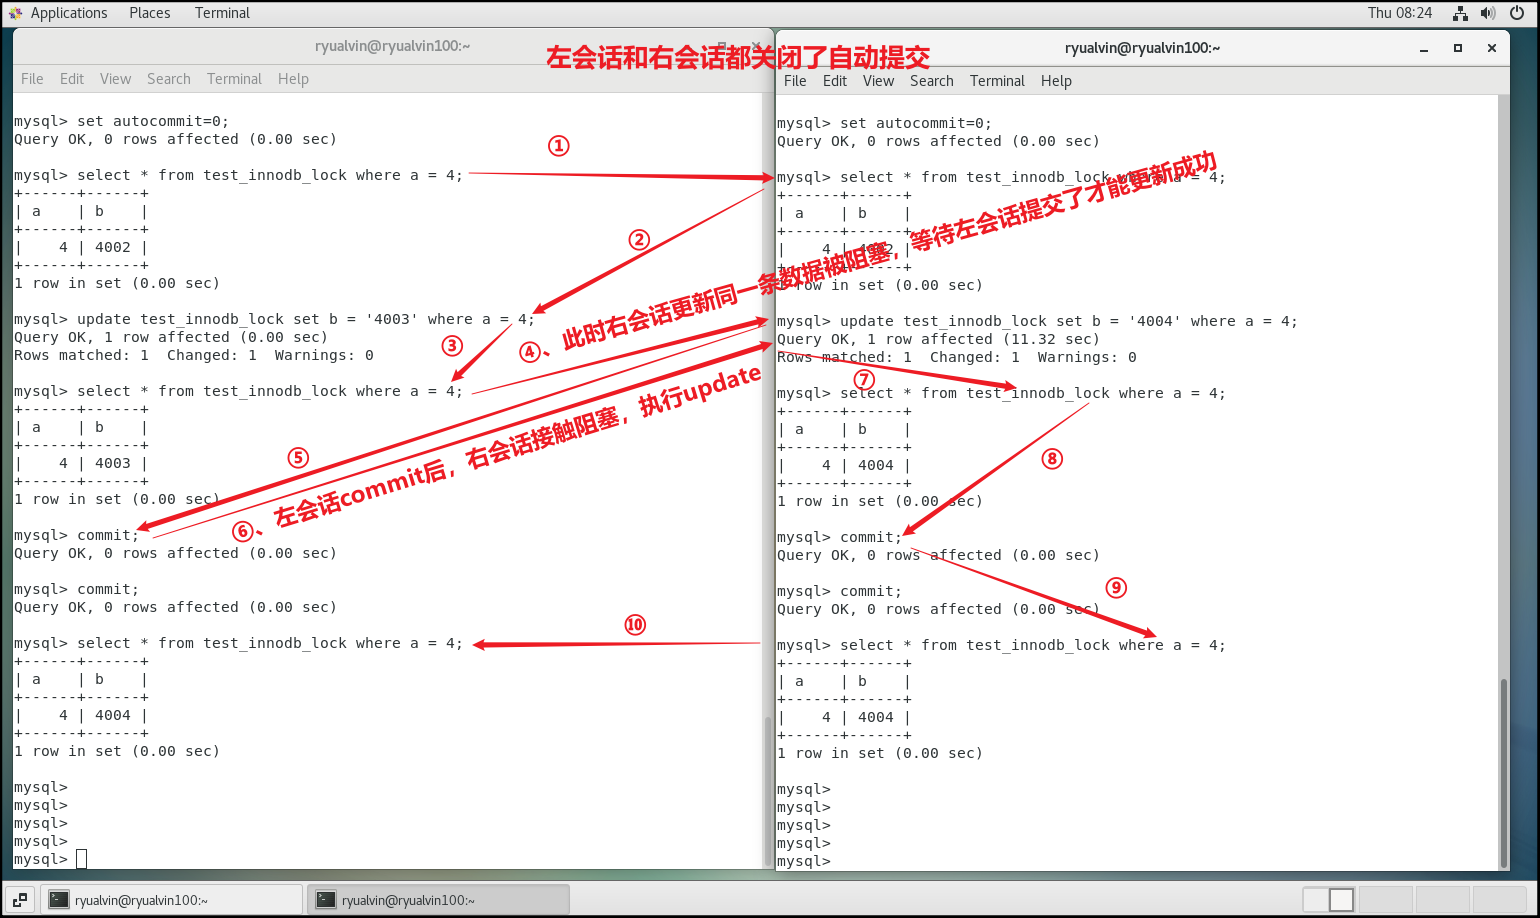 Applications Places Terminal Thu 08:24
ryualvin@ryualvin100:~
File Edit View Search Terminal Help
mysql> set autocommit=0;
Query OK, 0 rows affected (0.00 sec)
mysql> select * from test_innodb_lock where a = 4;
+------+------+
| a    | b    |
+------+------+
|    4 | 4002 |
+------+------+
1 row in set (0.00 sec)
mysql> update test_innodb_lock set b = '4003' where a = 4;
Query OK, 1 row affected (0.00 sec)
Rows matched: 1  Changed: 1  Warnings: 0
mysql> select * from test_innodb_lock where a = 4;
+------+------+
| a    | b    |
+------+------+
|    4 | 4003 |
+------+------+
1 row in set (0.00 sec)
mysql> commit;
Query OK, 0 rows affected (0.00 sec)
mysql> commit;
Query OK, 0 rows affected (0.00 sec)
mysql> select * from test_innodb_lock where a = 4;
+------+------+
| a    | b    |
+------+------+
|    4 | 4004 |
+------+------+
1 row in set (0.00 sec)
mysql>
mysql>
mysql>
mysql>
mysql>
ryualvin@ryualvin100:~
File Edit View Search Terminal Help
mysql> set autocommit=0;
Query OK, 0 rows affected (0.00 sec)
mysql> select * from test_innodb_lock where a = 4;
+------+------+
| a    | b    |
+------+------+
|    4 | 4002 |
+------+------+
1 row in set (0.00 sec)
mysql> update test_innodb_lock set b = '4004' where a = 4;
Query OK, 1 row affected (11.32 sec)
Rows matched: 1  Changed: 1  Warnings: 0
mysql> select * from test_innodb_lock where a = 4;
+------+------+
| a    | b    |
+------+------+
|    4 | 4004 |
+------+------+
1 row in set (0.00 sec)
mysql> commit;
Query OK, 0 rows affected (0.00 sec)
mysql> commit;
Query OK, 0 rows affected (0.00 sec)
mysql> select * from test_innodb_lock where a = 4;
+------+------+
| a    | b    |
+------+------+
|    4 | 4004 |
+------+------+
1 row in set (0.00 sec)
mysql>
mysql>
mysql>
mysql>
mysql>
左会话和右会话都关闭了自动提交
①
②
③
④、此时右会话更新同一条数据被阻塞，等待左会话提交了才能更新成功
⑤
⑥、左会话commit后，右会话接触阻塞，执行update
⑦
⑧
⑨
⑩
ryualvin@ryualvin100:~
ryualvin@ryualvin100:~